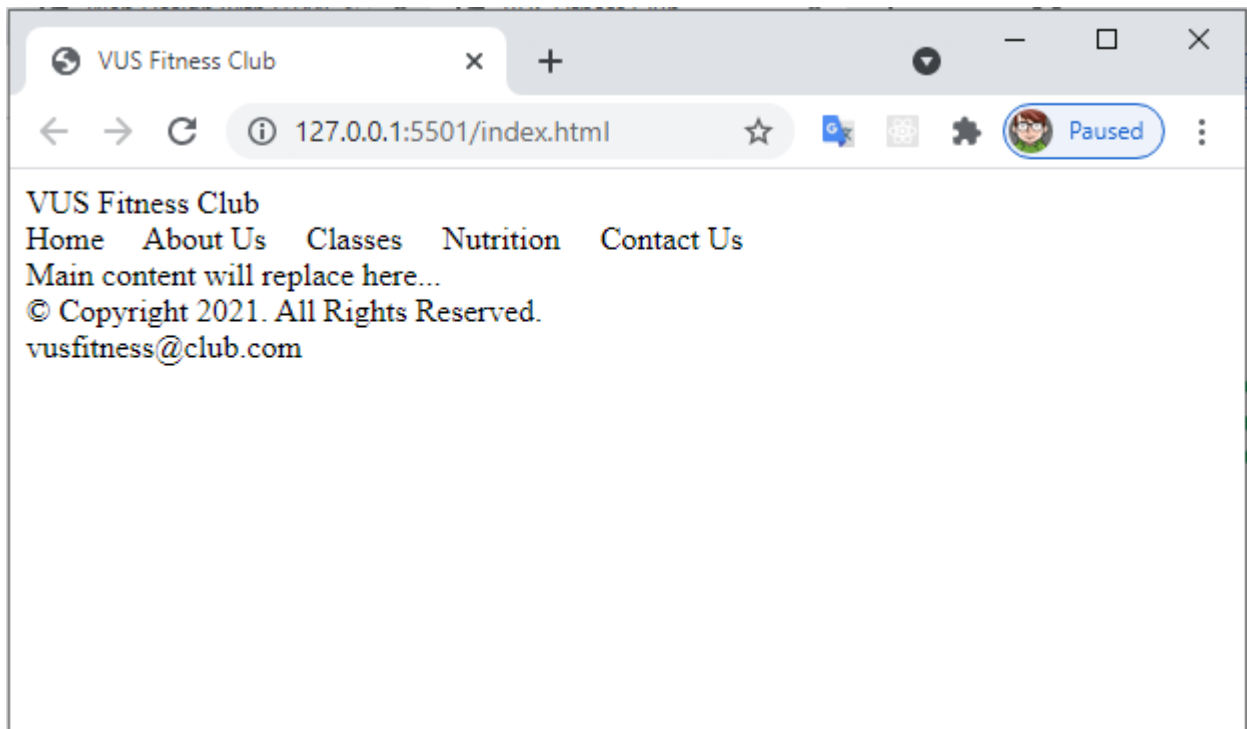 VUS Fitness Club
127.0.0.1:5501/index.html
Paused
VUS Fitness Club
Home About Us Classes Nutrition Contact Us
Main content will replace here...
© Copyright 2021. All Rights Reserved.
vusfitness@club.com